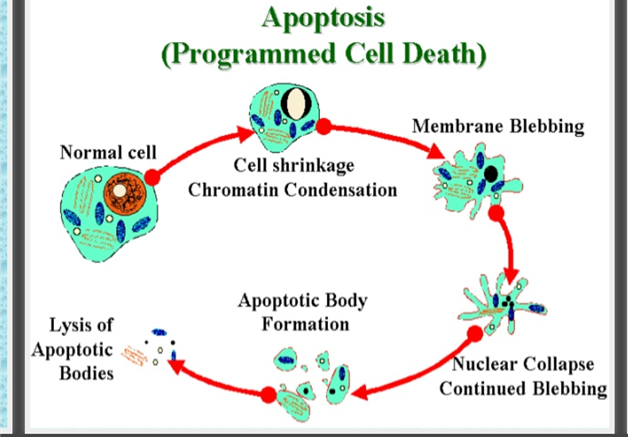 Apoptosis
(Programmed Cell Death)
Normal cell
Cell shrinkage
Chromatin Condensation
Membrane Blebbing
Nuclear Collapse
Continued Blebbing
Apoptotic Body
Formation
Lysis of
Apoptotic
Bodies